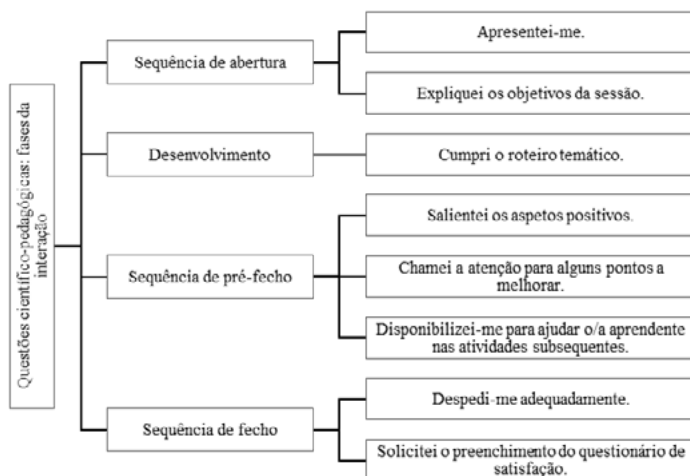 Questões científico-pedagógicas: fases da
interação
Sequência de abertura
Apresentei-me.
Expliquei os objetivos da sessão.
Desenvolvimento
Cumpri o roteiro temático.
Sequência de pré-fecho
Salientei os aspetos positivos.
Chamei a atenção para alguns pontos a
melhorar.
Disponibilizei-me para ajudar o/a aprendente
nas atividades subsequentes.
Sequência de fecho
Despedi-me adequadamente.
Solicitei o preenchimento do questionário de
satisfação.